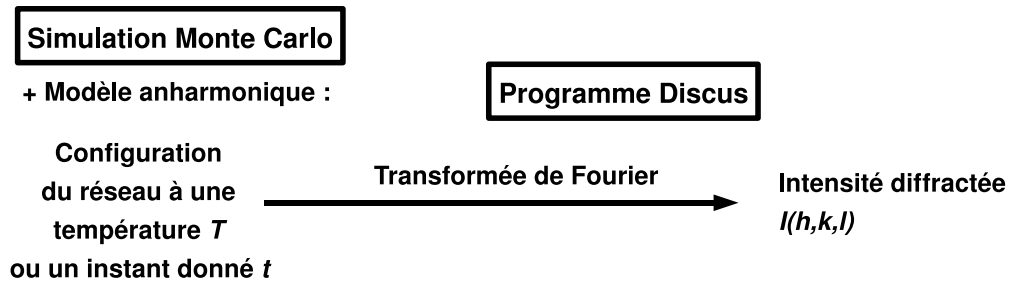 Simulation Monte Carlo
+ Modèle anharmonique :
Programme Discus
Configuration
du réseau à une
température T
ou un instant donné t
Transformée de Fourier
Intensité diffractée
I(h,k,l)